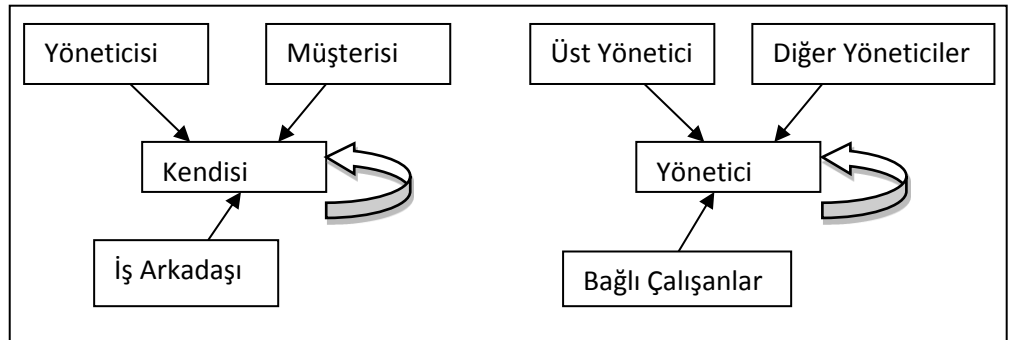 Yöneticisi
Müşterisi
Üst Yönetici
Diğer Yöneticiler
Kendisi
Yönetici
İş Arkadaşı
Bağlı Çalışanlar